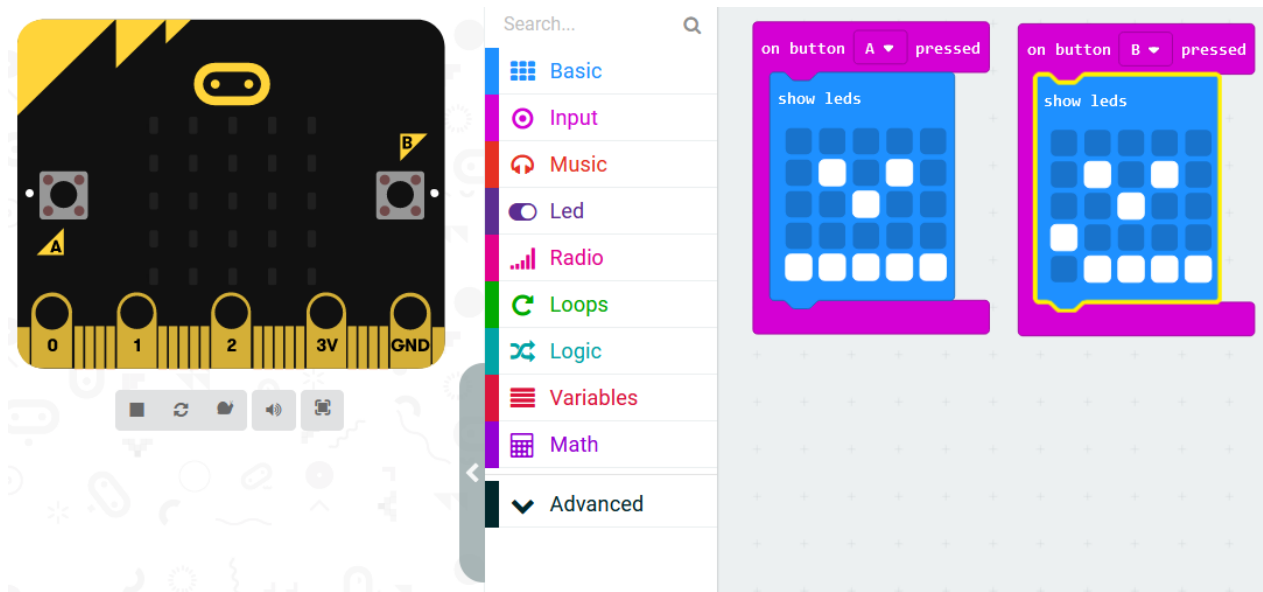 B
A
0 1 2 3V GND
Search...
Basic
Input
Music
Led
Radio
Loops
Logic
Variables
Math
Advanced
on button A pressed
show leds
on button B pressed
show leds